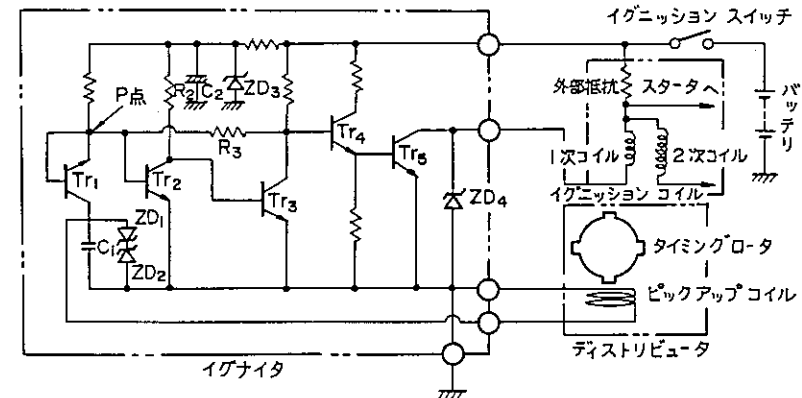 イグニッション スイッチ
外部抵抗
スタータへ
バッテリ
1次コイル
2次コイル
イグニッション コイル
P点
R2
C2
ZD3
R3
Tr1
Tr2
Tr3
Tr4
Tr5
ZD4
ZD1
C1
ZD2
タイミングロータ
ピックアップコイル
ディストリビュータ
イグナイタ